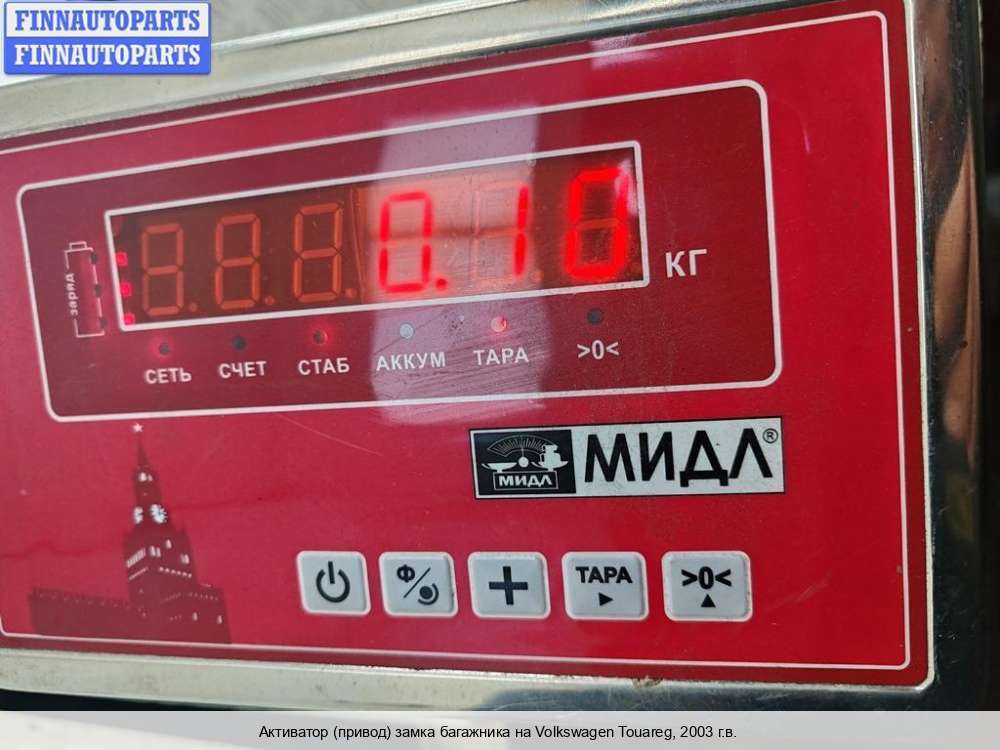 FINNAUTOPARTS
FINNAUTOPARTS
заряд
0.10 КГ
СЕТЬ СЧЕТ СТАБ АККУМ ТАРА >0<
МИДЛ МИДЛ®
Ф ТАРА >0<
Активатор (привод) замка багажника на Volkswagen Touareg, 2003 г.в.